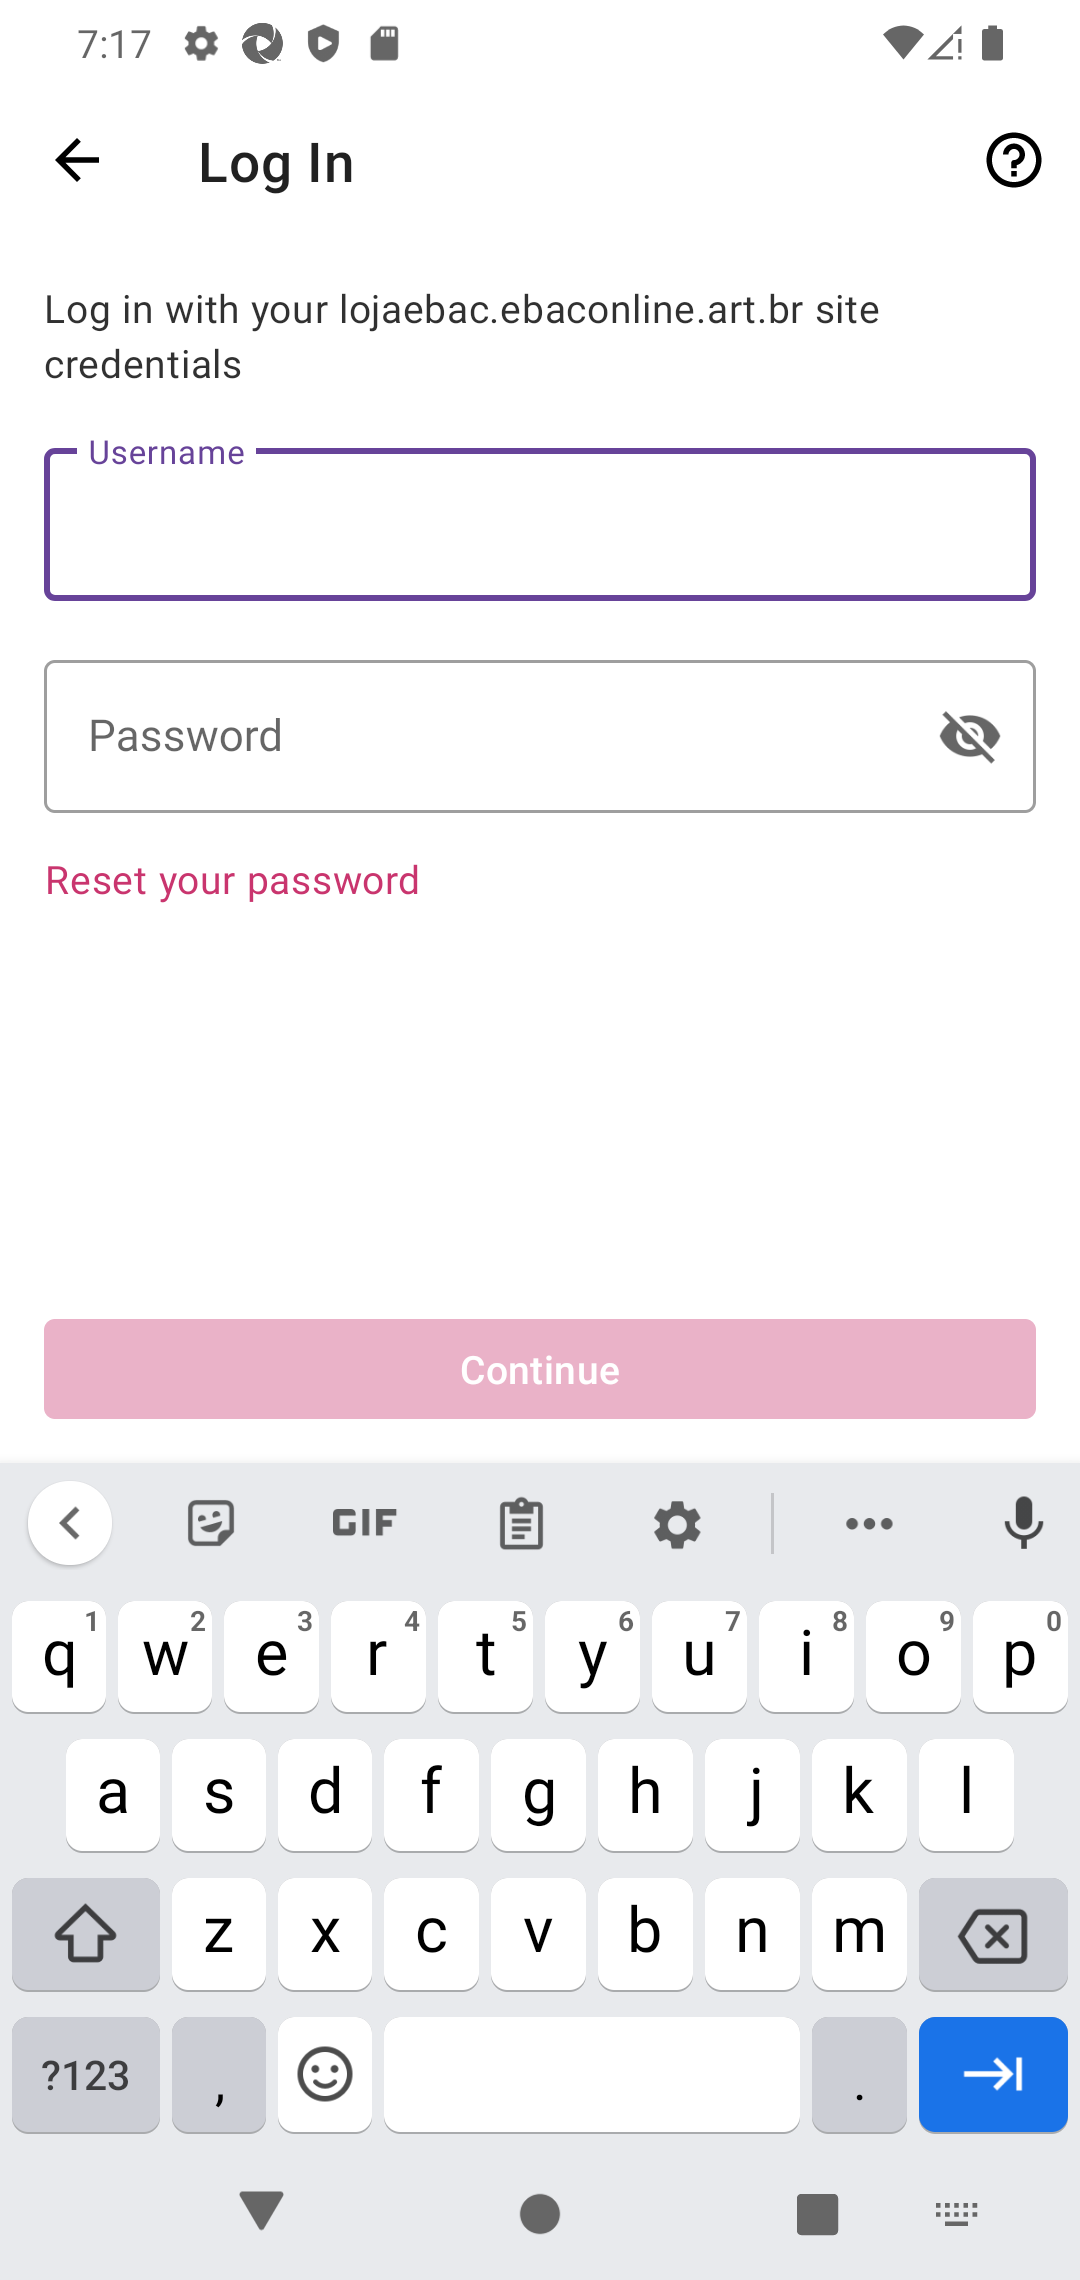 7:17
Log In
Log in with your lojaebac.ebaconline.art.br site
credentials
Username
Password
Reset your password
Continue
GIF
1 2 3 4 5 6 7 8 9 0
q w e r t y u i o p
a s d f g h j k l
z x c v b n m
?123 , .